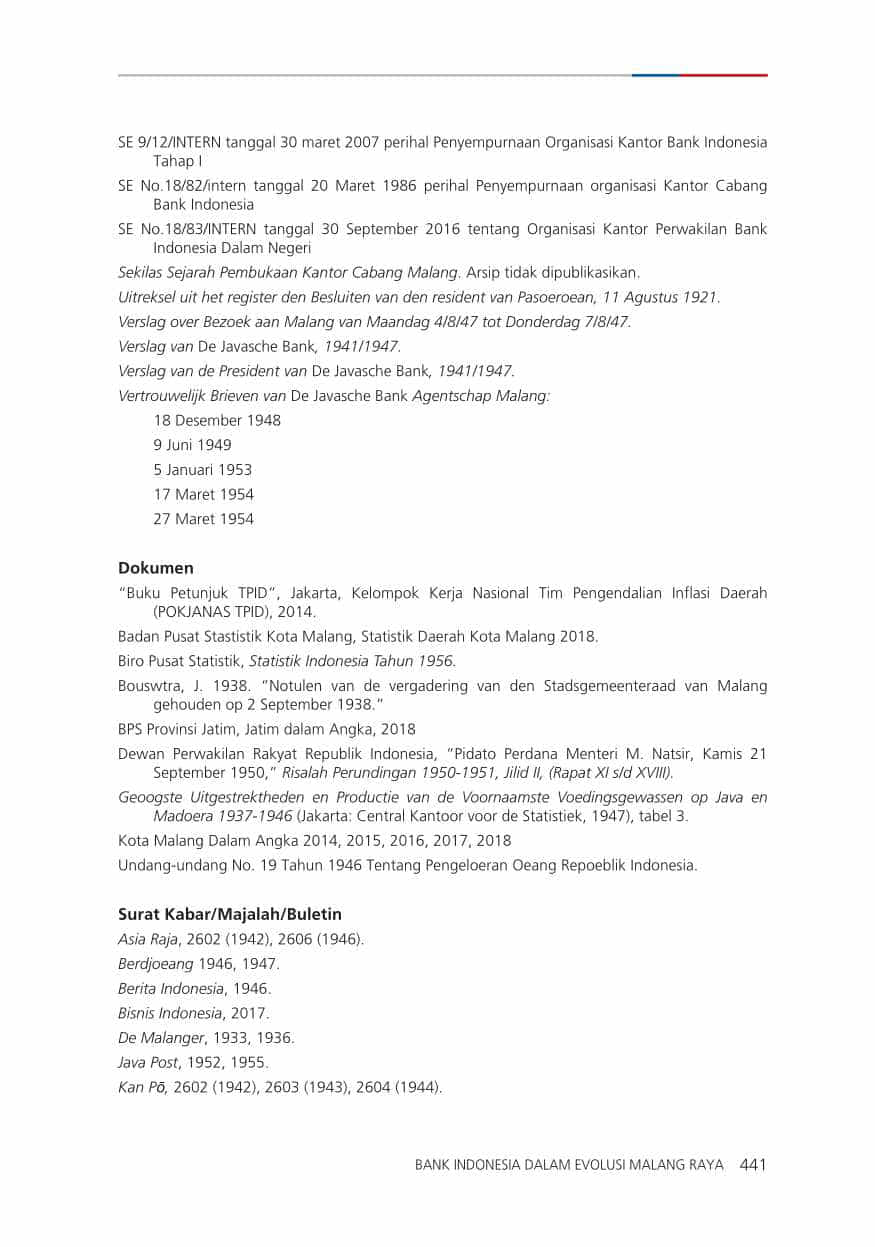 SE 9/12/INTERN tanggal 30 maret 2007 perihal Penyempurnaan Organisasi Kantor Bank Indonesia
Tahap I
SE No.18/82/intern tanggal 20 Maret 1986 perihal Penyempurnaan organisasi Kantor Cabang
Bank Indonesia
SE No.18/83/INTERN tanggal 30 September 2016 tentang Organisasi Kantor Perwakilan Bank
Indonesia Dalam Negeri
Sekilas Sejarah Pembukaan Kantor Cabang Malang. Arsip tidak dipublikasikan.
Uitreksel uit het register den Besluiten van den resident van Pasoeroean, 11 Agustus 1921.
Verslag over Bezoek aan Malang van Maandag 4/8/47 tot Donderdag 7/8/47.
Verslag van De Javasche Bank, 1941/1947.
Verslag van de President van De Javasche Bank, 1941/1947.
Vertrouwelijk Brieven van De Javasche Bank Agentschap Malang:
18 Desember 1948
9 Juni 1949
5 Januari 1953
17 Maret 1954
27 Maret 1954
Dokumen
“Buku Petunjuk TPID”, Jakarta, Kelompok Kerja Nasional Tim Pengendalian Inflasi Daerah
(POKJANAS TPID), 2014.
Badan Pusat Stastistik Kota Malang, Statistik Daerah Kota Malang 2018.
Biro Pusat Statistik, Statistik Indonesia Tahun 1956.
Bouswtra, J. 1938. “Notulen van de vergadering van den Stadsgemeenteraad van Malang
gehouden op 2 September 1938.”
BPS Provinsi Jatim, Jatim dalam Angka, 2018
Dewan Perwakilan Rakyat Republik Indonesia, “Pidato Perdana Menteri M. Natsir, Kamis 21
September 1950,” Risalah Perundingan 1950-1951, Jilid II, (Rapat XI s/d XVIII).
Geoogste Uitgestrektheden en Productie van de Voornaamste Voedingsgewassen op Java en
Madoera 1937-1946 (Jakarta: Central Kantoor voor de Statistiek, 1947), tabel 3.
Kota Malang Dalam Angka 2014, 2015, 2016, 2017, 2018
Undang-undang No. 19 Tahun 1946 Tentang Pengeloeran Oeang Repoeblik Indonesia.
Surat Kabar/Majalah/Buletin
Asia Raja, 2602 (1942), 2606 (1946).
Berdjoeang 1946, 1947.
Berita Indonesia, 1946.
Bisnis Indonesia, 2017.
De Malanger, 1933, 1936.
Java Post, 1952, 1955.
Kan Pō, 2602 (1942), 2603 (1943), 2604 (1944).
BANK INDONESIA DALAM EVOLUSI MALANG RAYA 441